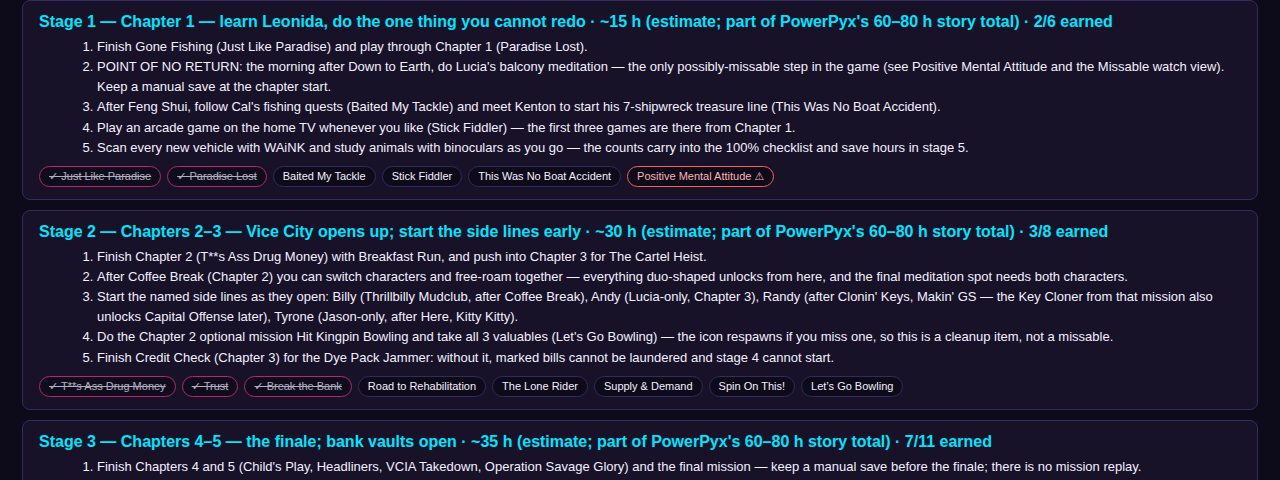 Stage 1 — Chapter 1 — learn Leonida, do the one thing you cannot redo · ~15 h (estimate; part of PowerPyx's 60–80 h story total) · 2/6 earned
1. Finish Gone Fishing (Just Like Paradise) and play through Chapter 1 (Paradise Lost).
2. POINT OF NO RETURN: the morning after Down to Earth, do Lucia's balcony meditation — the only possibly-missable step in the game (see Positive Mental Attitude and the Missable watch view).
Keep a manual save at the chapter start.
3. After Feng Shui, follow Cal's fishing quests (Baited My Tackle) and meet Kenton to start his 7-shipwreck treasure line (This Was No Boat Accident).
4. Play an arcade game on the home TV whenever you like (Stick Fiddler) — the first three games are there from Chapter 1.
5. Scan every new vehicle with WAiNK and study animals with binoculars as you go — the counts carry into the 100% checklist and save hours in stage 5.
✓ Just Like Paradise ✓ Paradise Lost Baited My Tackle Stick Fiddler This Was No Boat Accident Positive Mental Attitude ⚠
Stage 2 — Chapters 2–3 — Vice City opens up; start the side lines early · ~30 h (estimate; part of PowerPyx's 60–80 h story total) · 3/8 earned
1. Finish Chapter 2 (T**s Ass Drug Money) with Breakfast Run, and push into Chapter 3 for The Cartel Heist.
2. After Coffee Break (Chapter 2) you can switch characters and free-roam together — everything duo-shaped unlocks from here, and the final meditation spot needs both characters.
3. Start the named side lines as they open: Billy (Thrillbilly Mudclub, after Coffee Break), Andy (Lucia-only, Chapter 3), Randy (after Clonin' Keys, Makin' GS — the Key Cloner from that mission also
unlocks Capital Offense later), Tyrone (Jason-only, after Here, Kitty Kitty).
4. Do the Chapter 2 optional mission Hit Kingpin Bowling and take all 3 valuables (Let's Go Bowling) — the icon respawns if you miss one, so this is a cleanup item, not a missable.
5. Finish Credit Check (Chapter 3) for the Dye Pack Jammer: without it, marked bills cannot be laundered and stage 4 cannot start.
✓ T**s Ass Drug Money ✓ Trust ✓ Break the Bank Road to Rehabilitation The Lone Rider Supply & Demand Spin On This! Let's Go Bowling
Stage 3 — Chapters 4–5 — the finale; bank vaults open · ~35 h (estimate; part of PowerPyx's 60–80 h story total) · 7/11 earned
1. Finish Chapters 4 and 5 (Child's Play, Headliners, VCIA Takedown, Operation Savage Glory) and the final mission — keep a manual save before the finale; there is no mission replay.